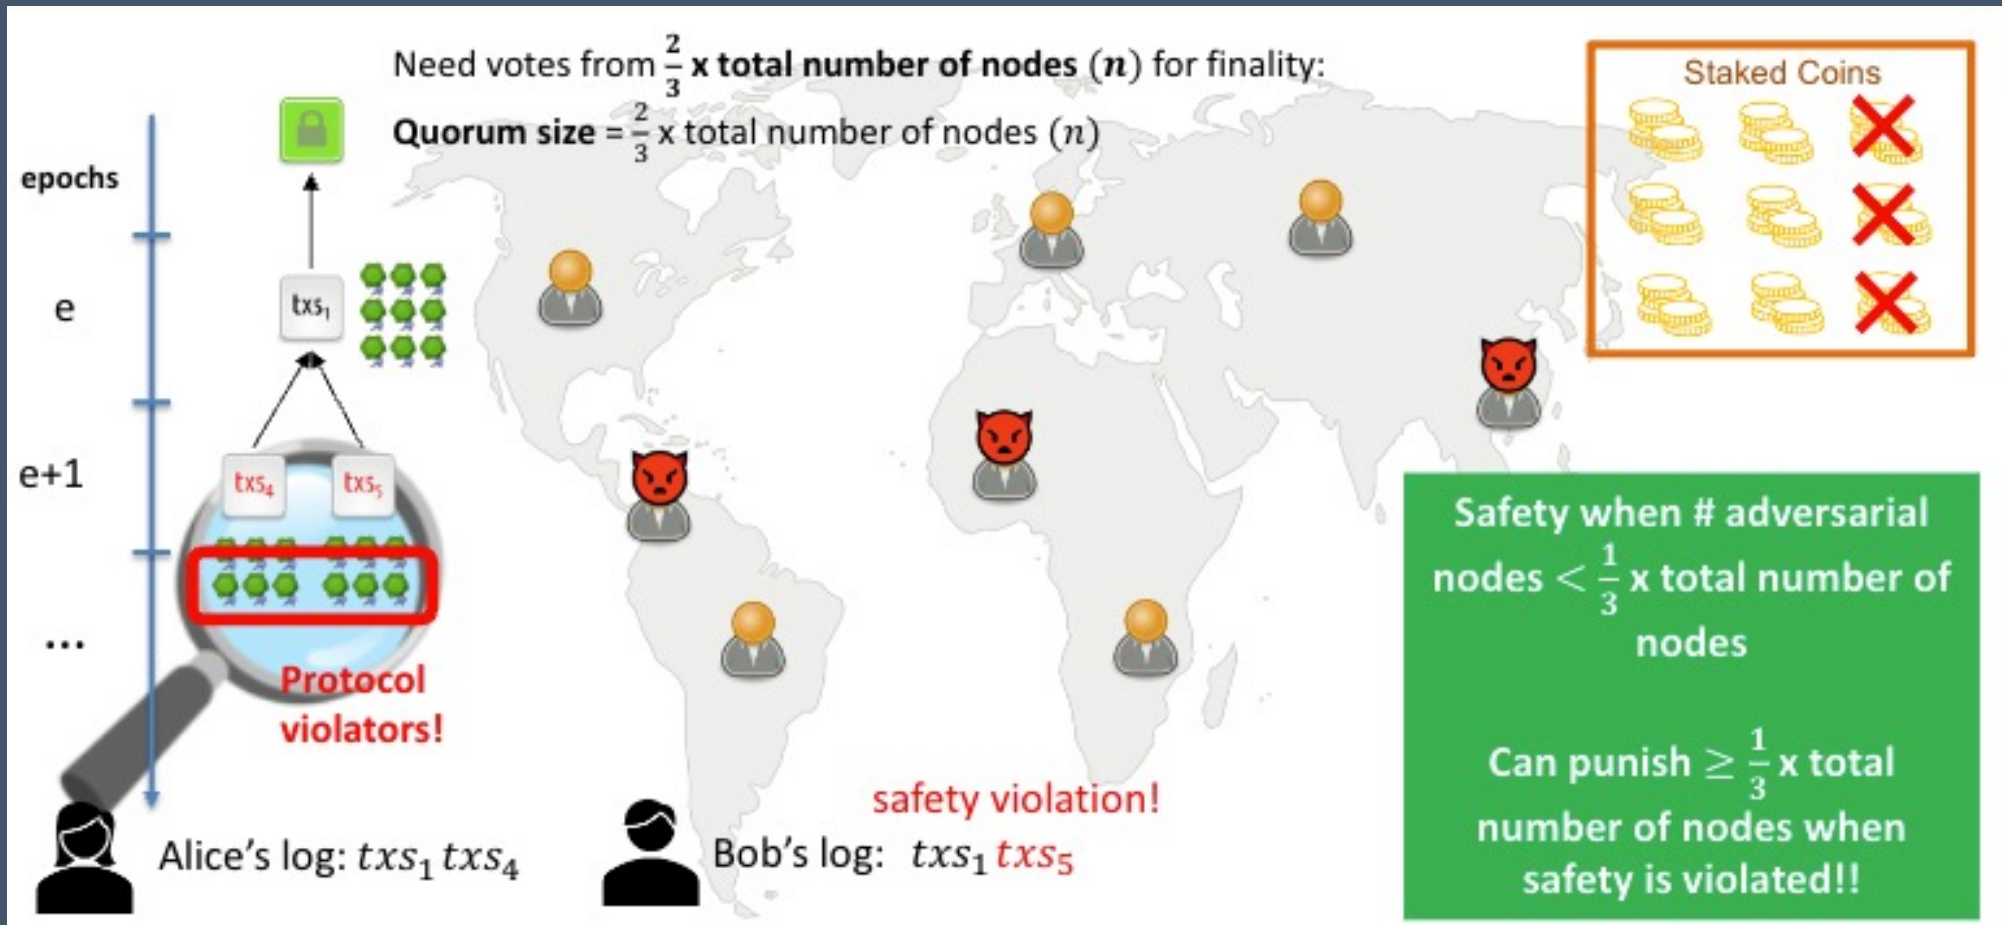 Need votes from 2/3 x total number of nodes (n) for finality:
Quorum size = 2/3 x total number of nodes (n)
Staked Coins
epochs
e
txs₁
e+1
txs₄ txs₅
...
Protocol
violators!
Safety when # adversarial
nodes < 1/3 x total number of
nodes
Can punish ≥ 1/3 x total
number of nodes when
safety is violated!!
safety violation!
Alice's log: txs₁ txs₄
Bob's log: txs₁ txs₅